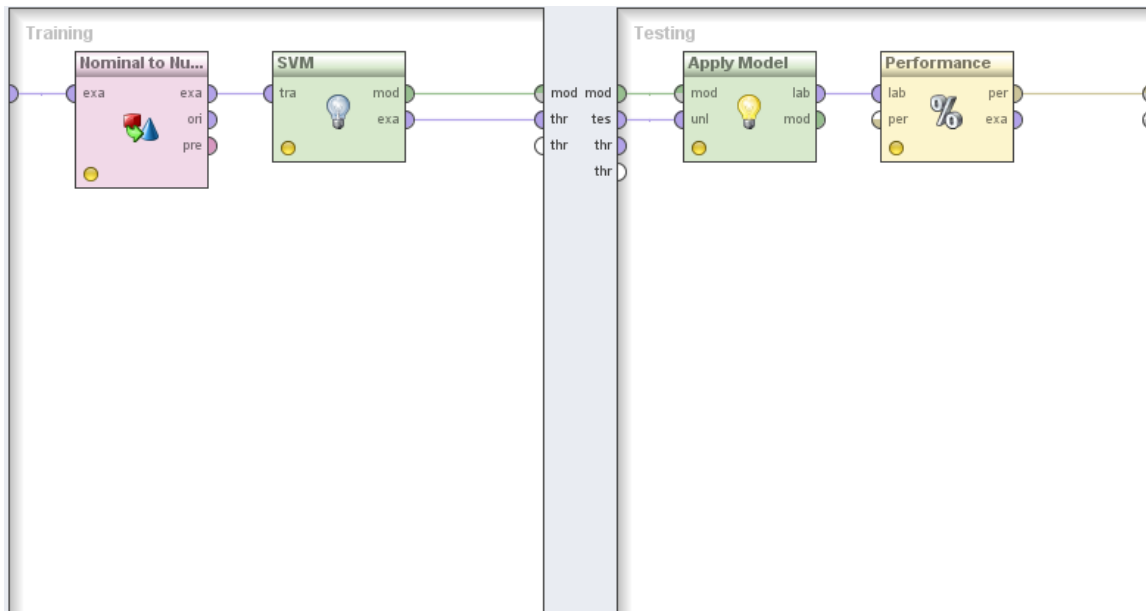 Training
Testing
Nominal to Nu...
SVM
Apply Model
Performance
exa exa tra mod mod mod mod lab lab per
ori exa thr tes unl mod per exa
pre thr thr
thr
%